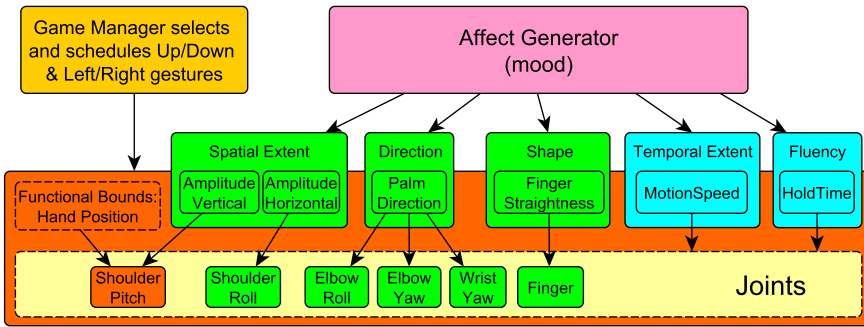 Game Manager selects
and schedules Up/Down
& Left/Right gestures
Affect Generator
(mood)
Spatial Extent
Direction
Shape
Temporal Extent
Fluency
Functional Bounds:
Hand Position
Amplitude
Vertical
Amplitude
Horizontal
Palm
Direction
Finger
Straightness
MotionSpeed
HoldTime
Shoulder
Pitch
Shoulder
Roll
Elbow
Roll
Elbow
Yaw
Wrist
Yaw
Finger
Joints